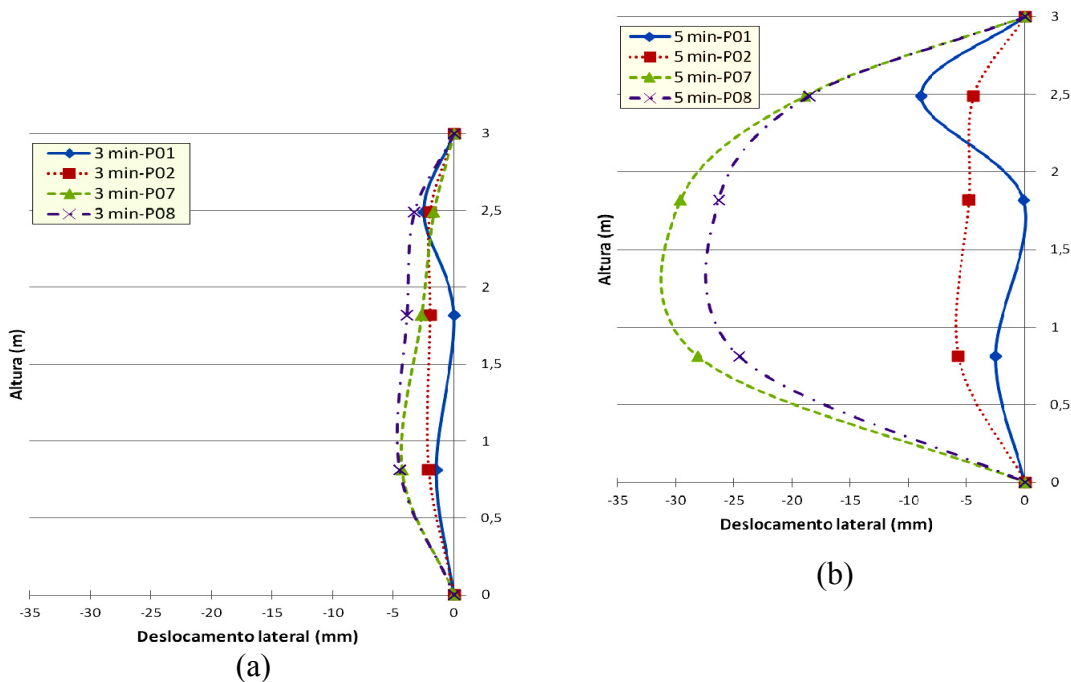 3 min-P01
3 min-P02
3 min-P07
3 min-P08
Altura (m)
3
2,5
2
1,5
1
0,5
0
-35 -30 -25 -20 -15 -10 -5 0
Deslocamento lateral (mm)
(a)
5 min-P01
5 min-P02
5 min-P07
5 min-P08
Altura (m)
3
2,5
2
1,5
1
0,5
0
-35 -30 -25 -20 -15 -10 -5 0
Deslocamento lateral (mm)
(b)